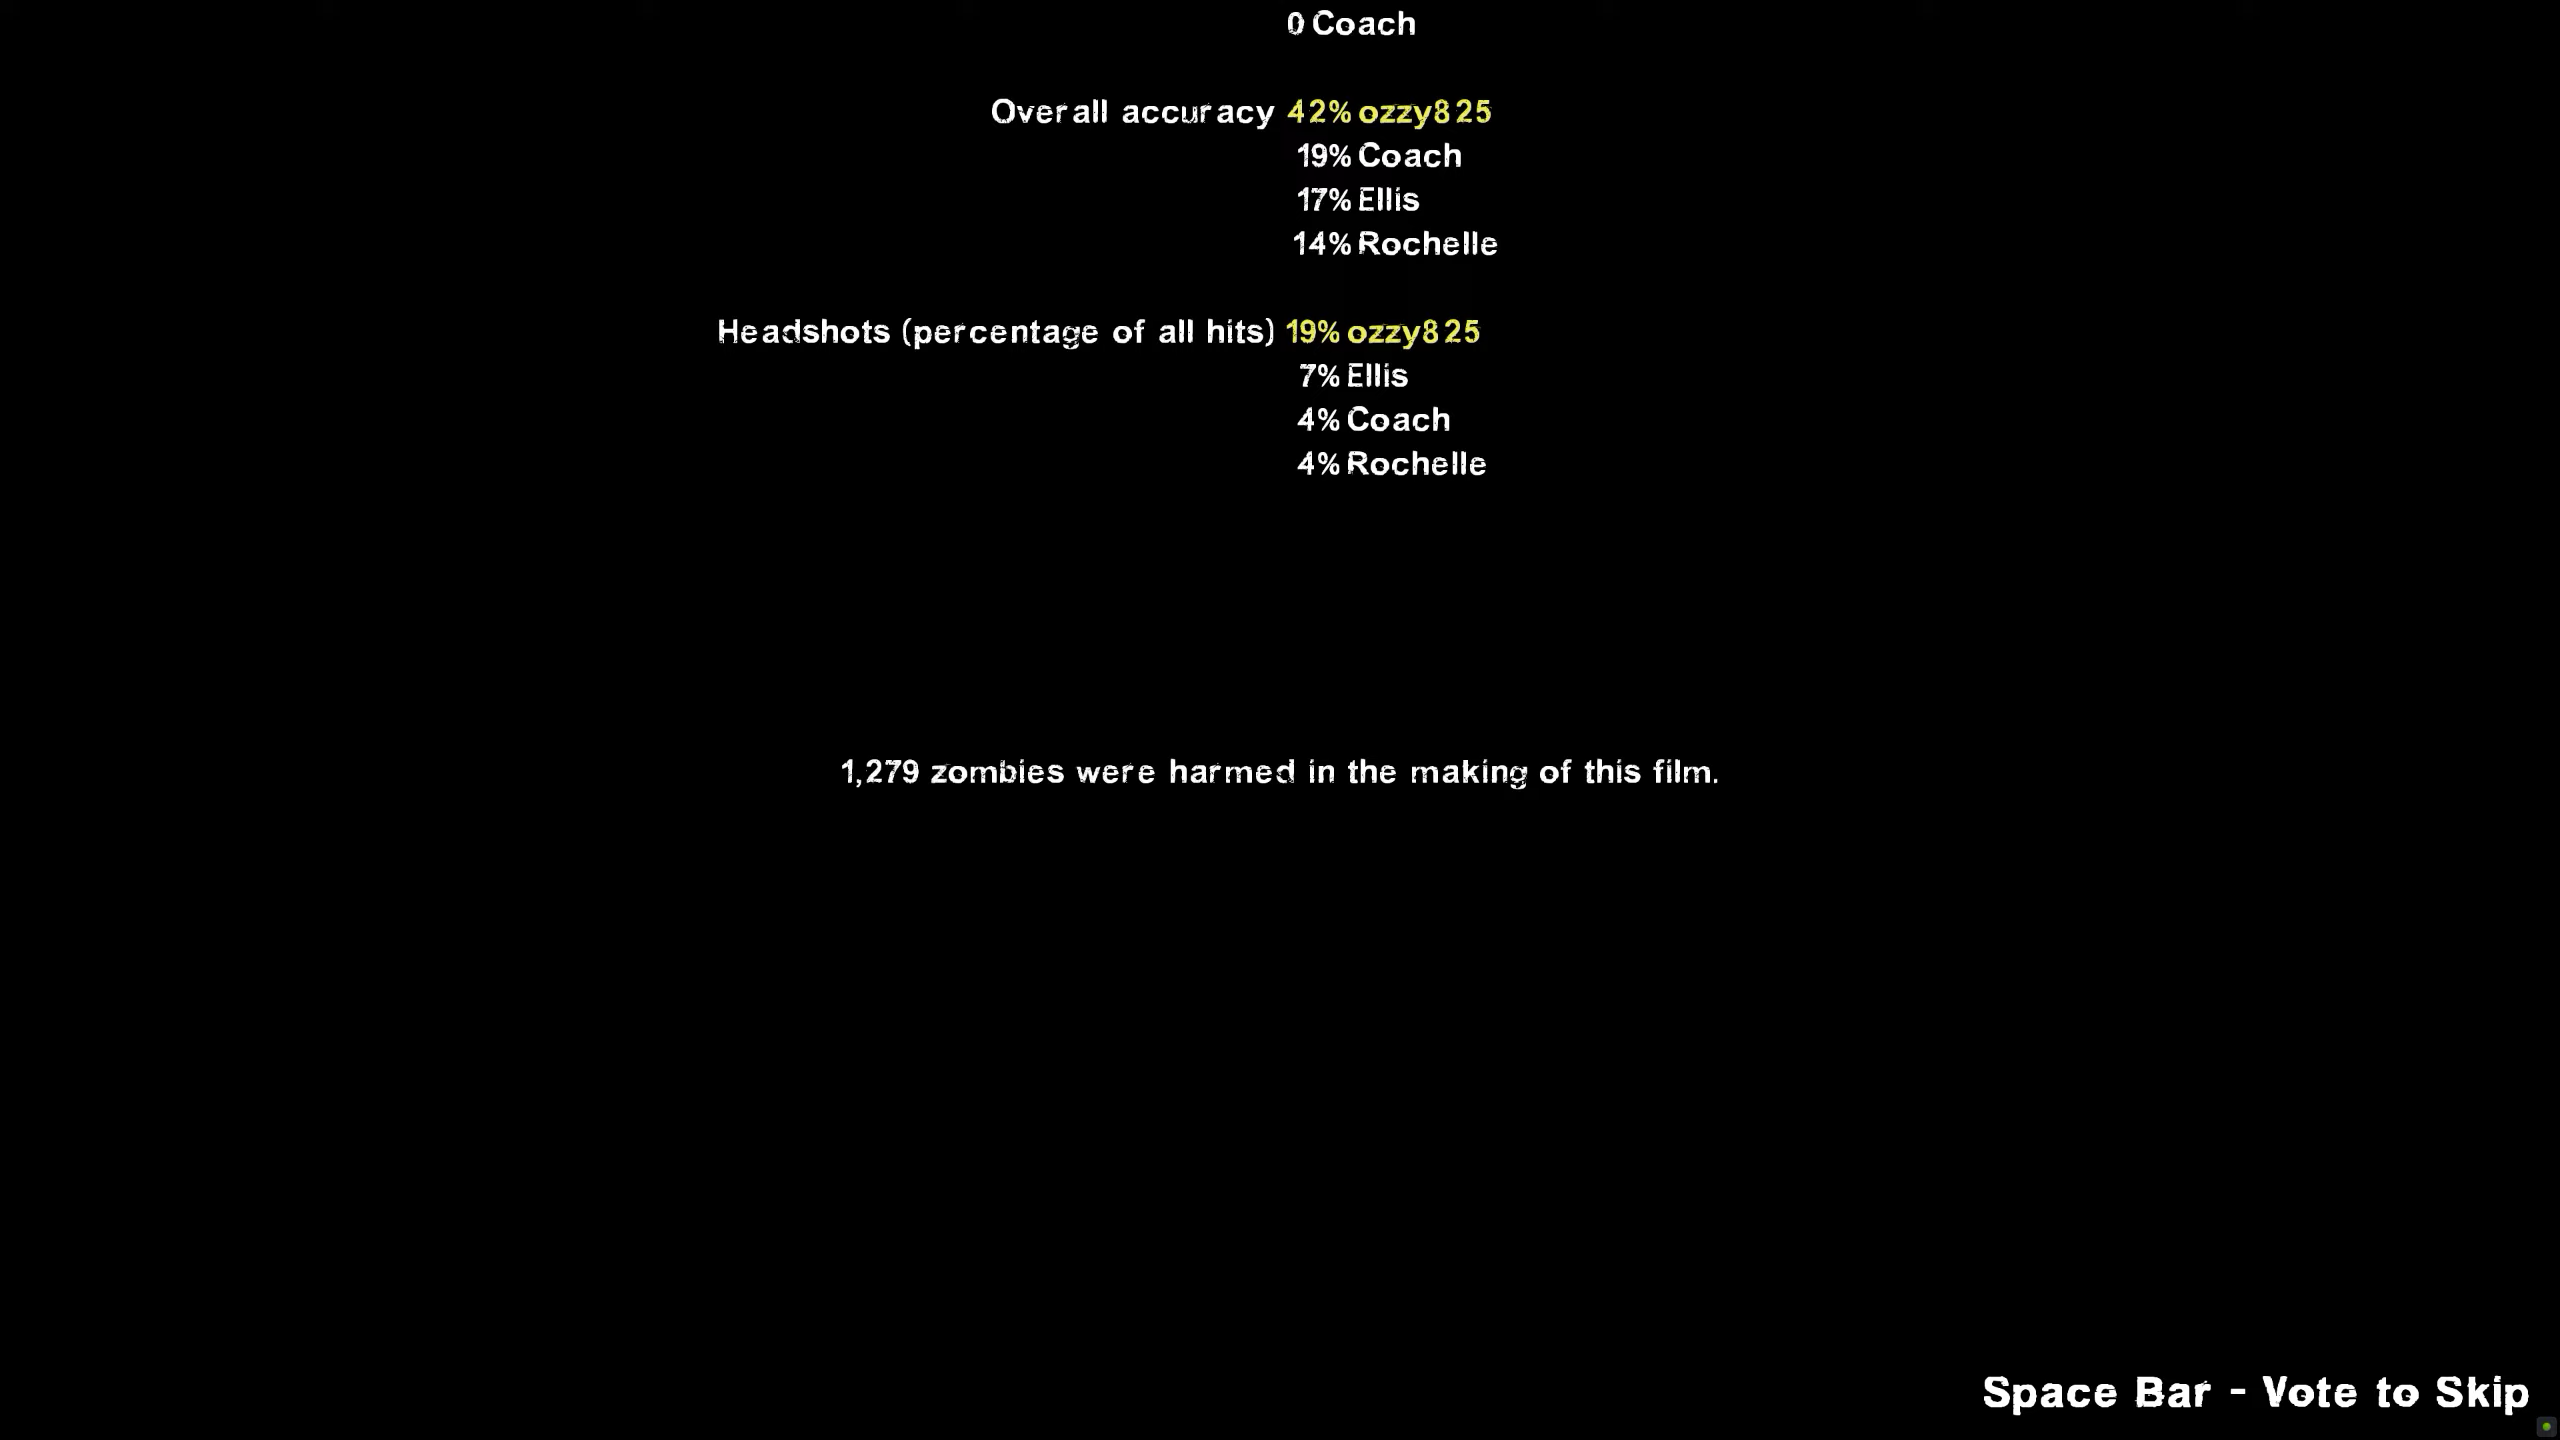 0 Coach
Overall accuracy 42% ozzy825
19% Coach
17% Ellis
14% Rochelle
Headshots (percentage of all hits) 19% ozzy825
7% Ellis
4% Coach
4% Rochelle
1,279 zombies were harmed in the making of this film.
Space Bar - Vote to Skip